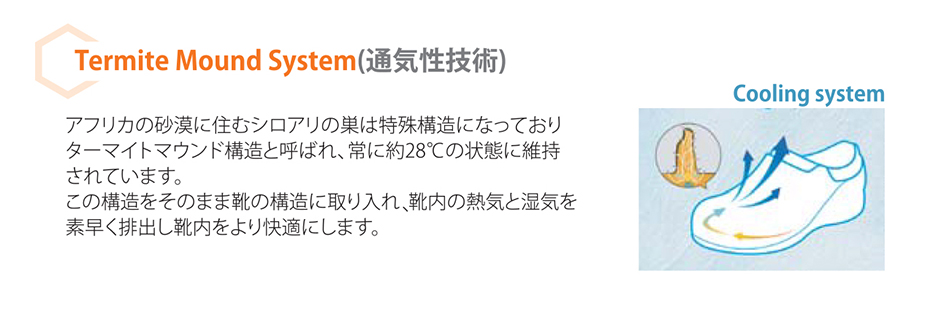 Termite Mound System(通気性技術)
Cooling system
アフリカの砂漠に住むシロアリの巣は特殊構造になっており
ターマイトマウンド構造と呼ばれ、常に約28℃の状態に維持
されています。
この構造をそのまま靴の構造に取り入れ、靴内の熱気と湿気を
素早く排出し靴内をより快適にします。